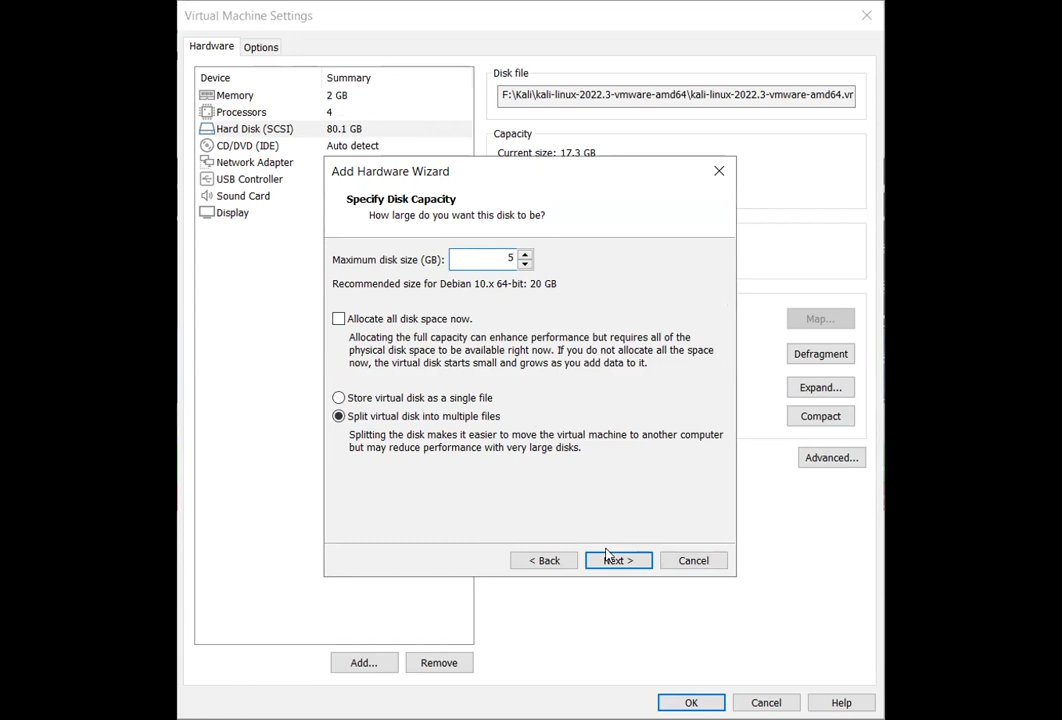 Virtual Machine Settings
Hardware Options
Device Summary
Memory 2 GB
Processors 4
Hard Disk (SCSI) 80.1 GB
CD/DVD (IDE) Auto detect
Network Adapter
USB Controller
Sound Card
Display
Disk file
F:\Kali\kali-linux-2022.3-vmware-amd64\kali-linux-2022.3-vmware-amd64.vr
Capacity
Current size: 17.3 GB
Add Hardware Wizard
Specify Disk Capacity
How large do you want this disk to be?
Maximum disk size (GB): 5
Recommended size for Debian 10.x 64-bit: 20 GB
Allocate all disk space now.
Allocating the full capacity can enhance performance but requires all of the
physical disk space to be available right now. If you do not allocate all the space
now, the virtual disk starts small and grows as you add data to it.
Store virtual disk as a single file
Split virtual disk into multiple files
Splitting the disk makes it easier to move the virtual machine to another computer
but may reduce performance with very large disks.
< Back Next > Cancel
Map...
Defragment
Expand...
Compact
Advanced...
Add... Remove
OK Cancel Help